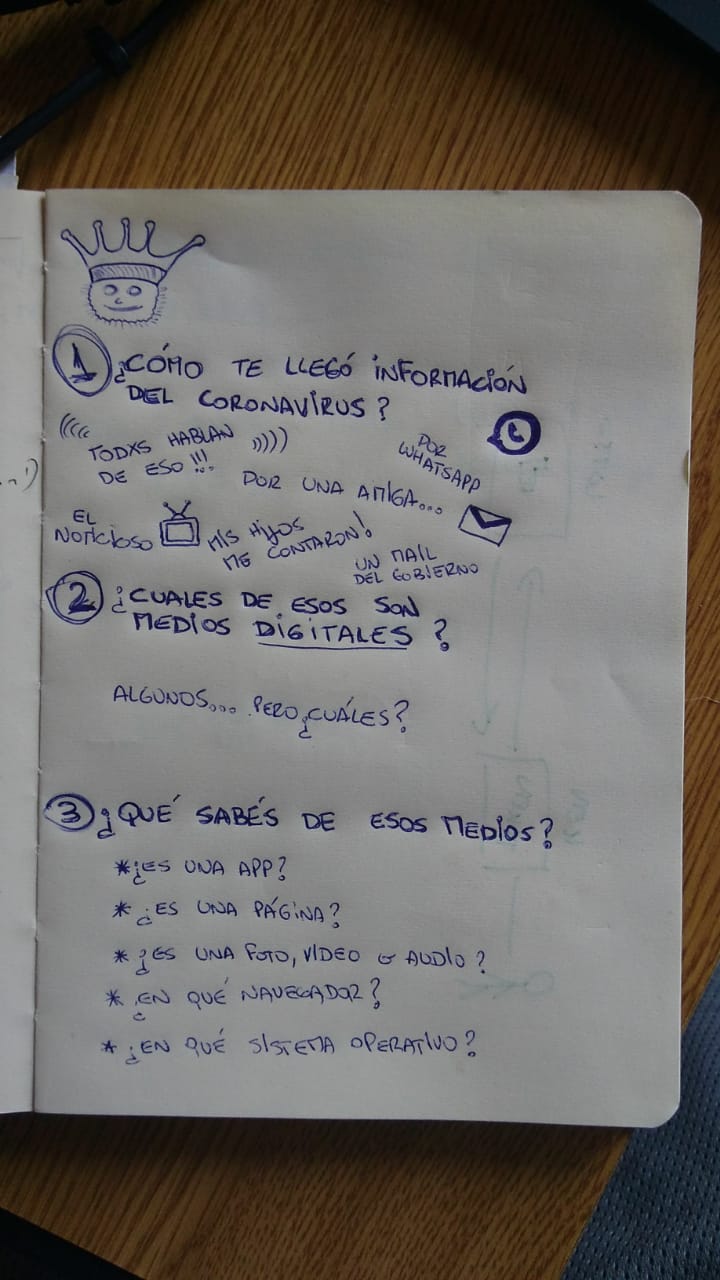 1 ¿CÓMO TE LLEGÓ INFORMACIÓN
DEL CORONAVIRUS?
((((TODXS HABLAN ))))
DE ESO!!!
POR
WHATSAPP
POR UNA AMIGA...
EL
NOTICIOSO
MIS HIJOS
ME CONTARON!
UN MAIL
DEL GOBIERNO
2 ¿CUALES DE ESOS SON
MEDIOS DIGITALES?
ALGUNOS... PERO ¿CUÁLES?
3 ¿QUÉ SABÉS DE ESOS MEDIOS?
*¿ES UNA APP?
* ¿ES UNA PÁGINA?
* ¿ES UNA FOTO, VIDEO O AUDIO?
* ¿EN QUÉ NAVEGADOR?
* ¿EN QUÉ SISTEMA OPERATIVO?